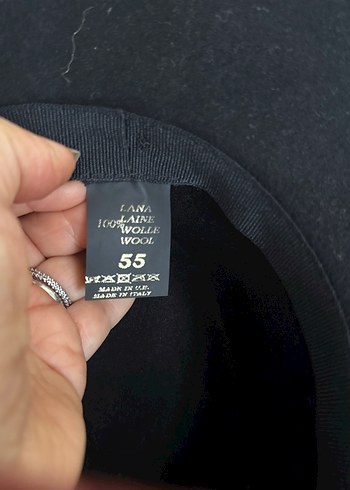 LANA
100% LAINE
WOLLE
WOOL
55
MADE IN U.E.
MADE IN ITALY